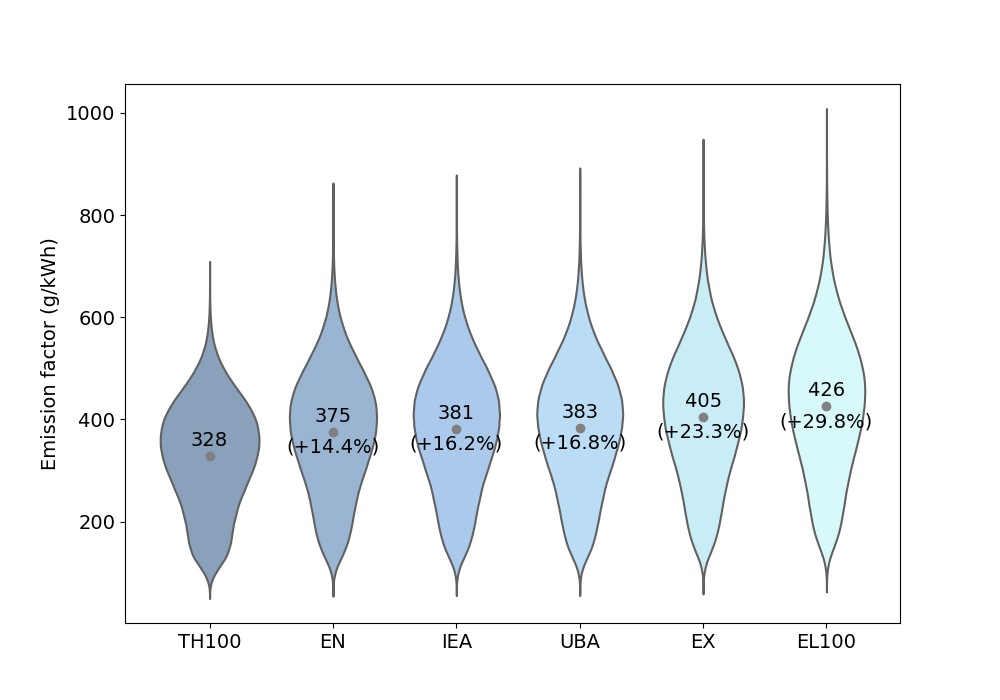 Emission factor (g/kWh)
1000
800
600
400
200
328
375
(+14.4%)
381
(+16.2%)
383
(+16.8%)
405
(+23.3%)
426
(+29.8%)
TH100
EN
IEA
UBA
EX
EL100